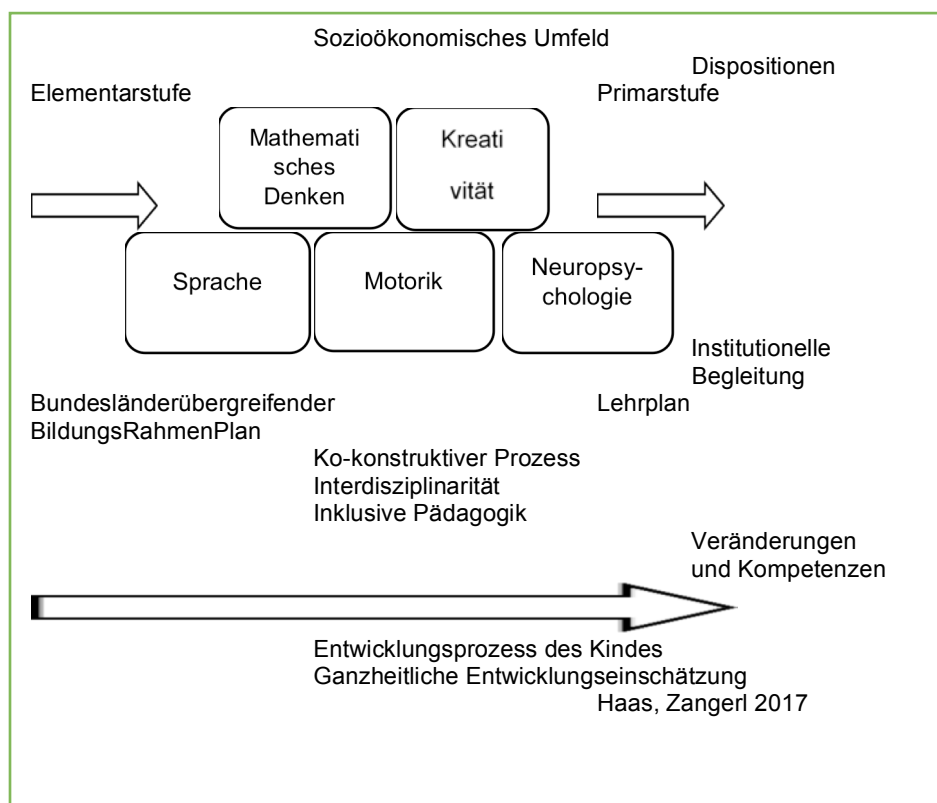 Sozioökonomisches Umfeld
Dispositionen
Elementarstufe
Primarstufe
Mathemati
sches
Denken
Kreati
vität
Sprache
Motorik
Neuropsy-
chologie
Institutionelle
Begleitung
Bundesländerübergreifender
BildungsRahmenPlan
Lehrplan
Ko-konstruktiver Prozess
Interdisziplinarität
Inklusive Pädagogik
Veränderungen
und Kompetenzen
Entwicklungsprozess des Kindes
Ganzheitliche Entwicklungseinschätzung
Haas, Zangerl 2017